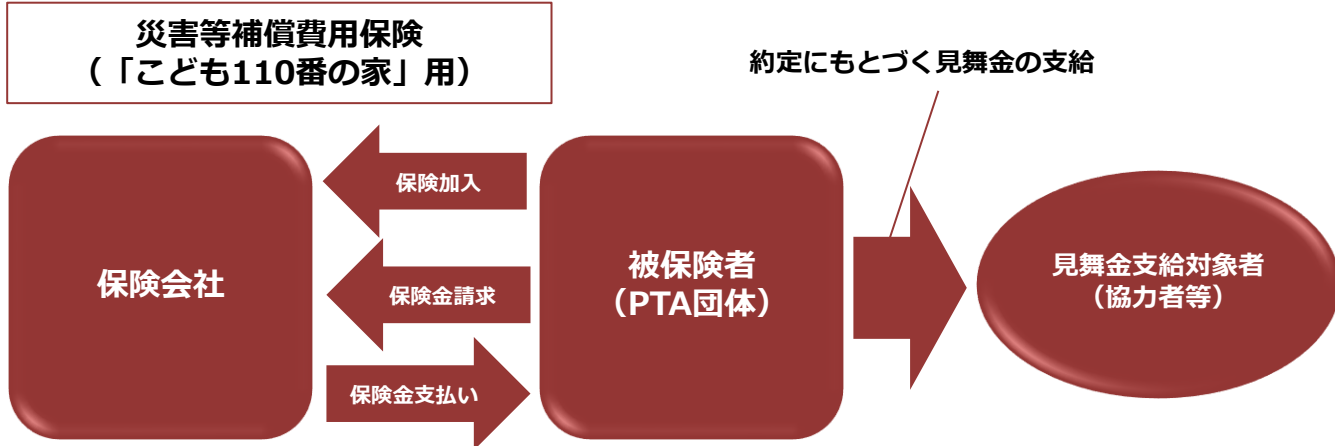 災害等補償費用保険
（「こども110番の家」用）
約定にもとづく見舞金の支給
保険加入
保険会社
保険金請求
保険金支払い
被保険者
（PTA団体）
見舞金支給対象者
（協力者等）